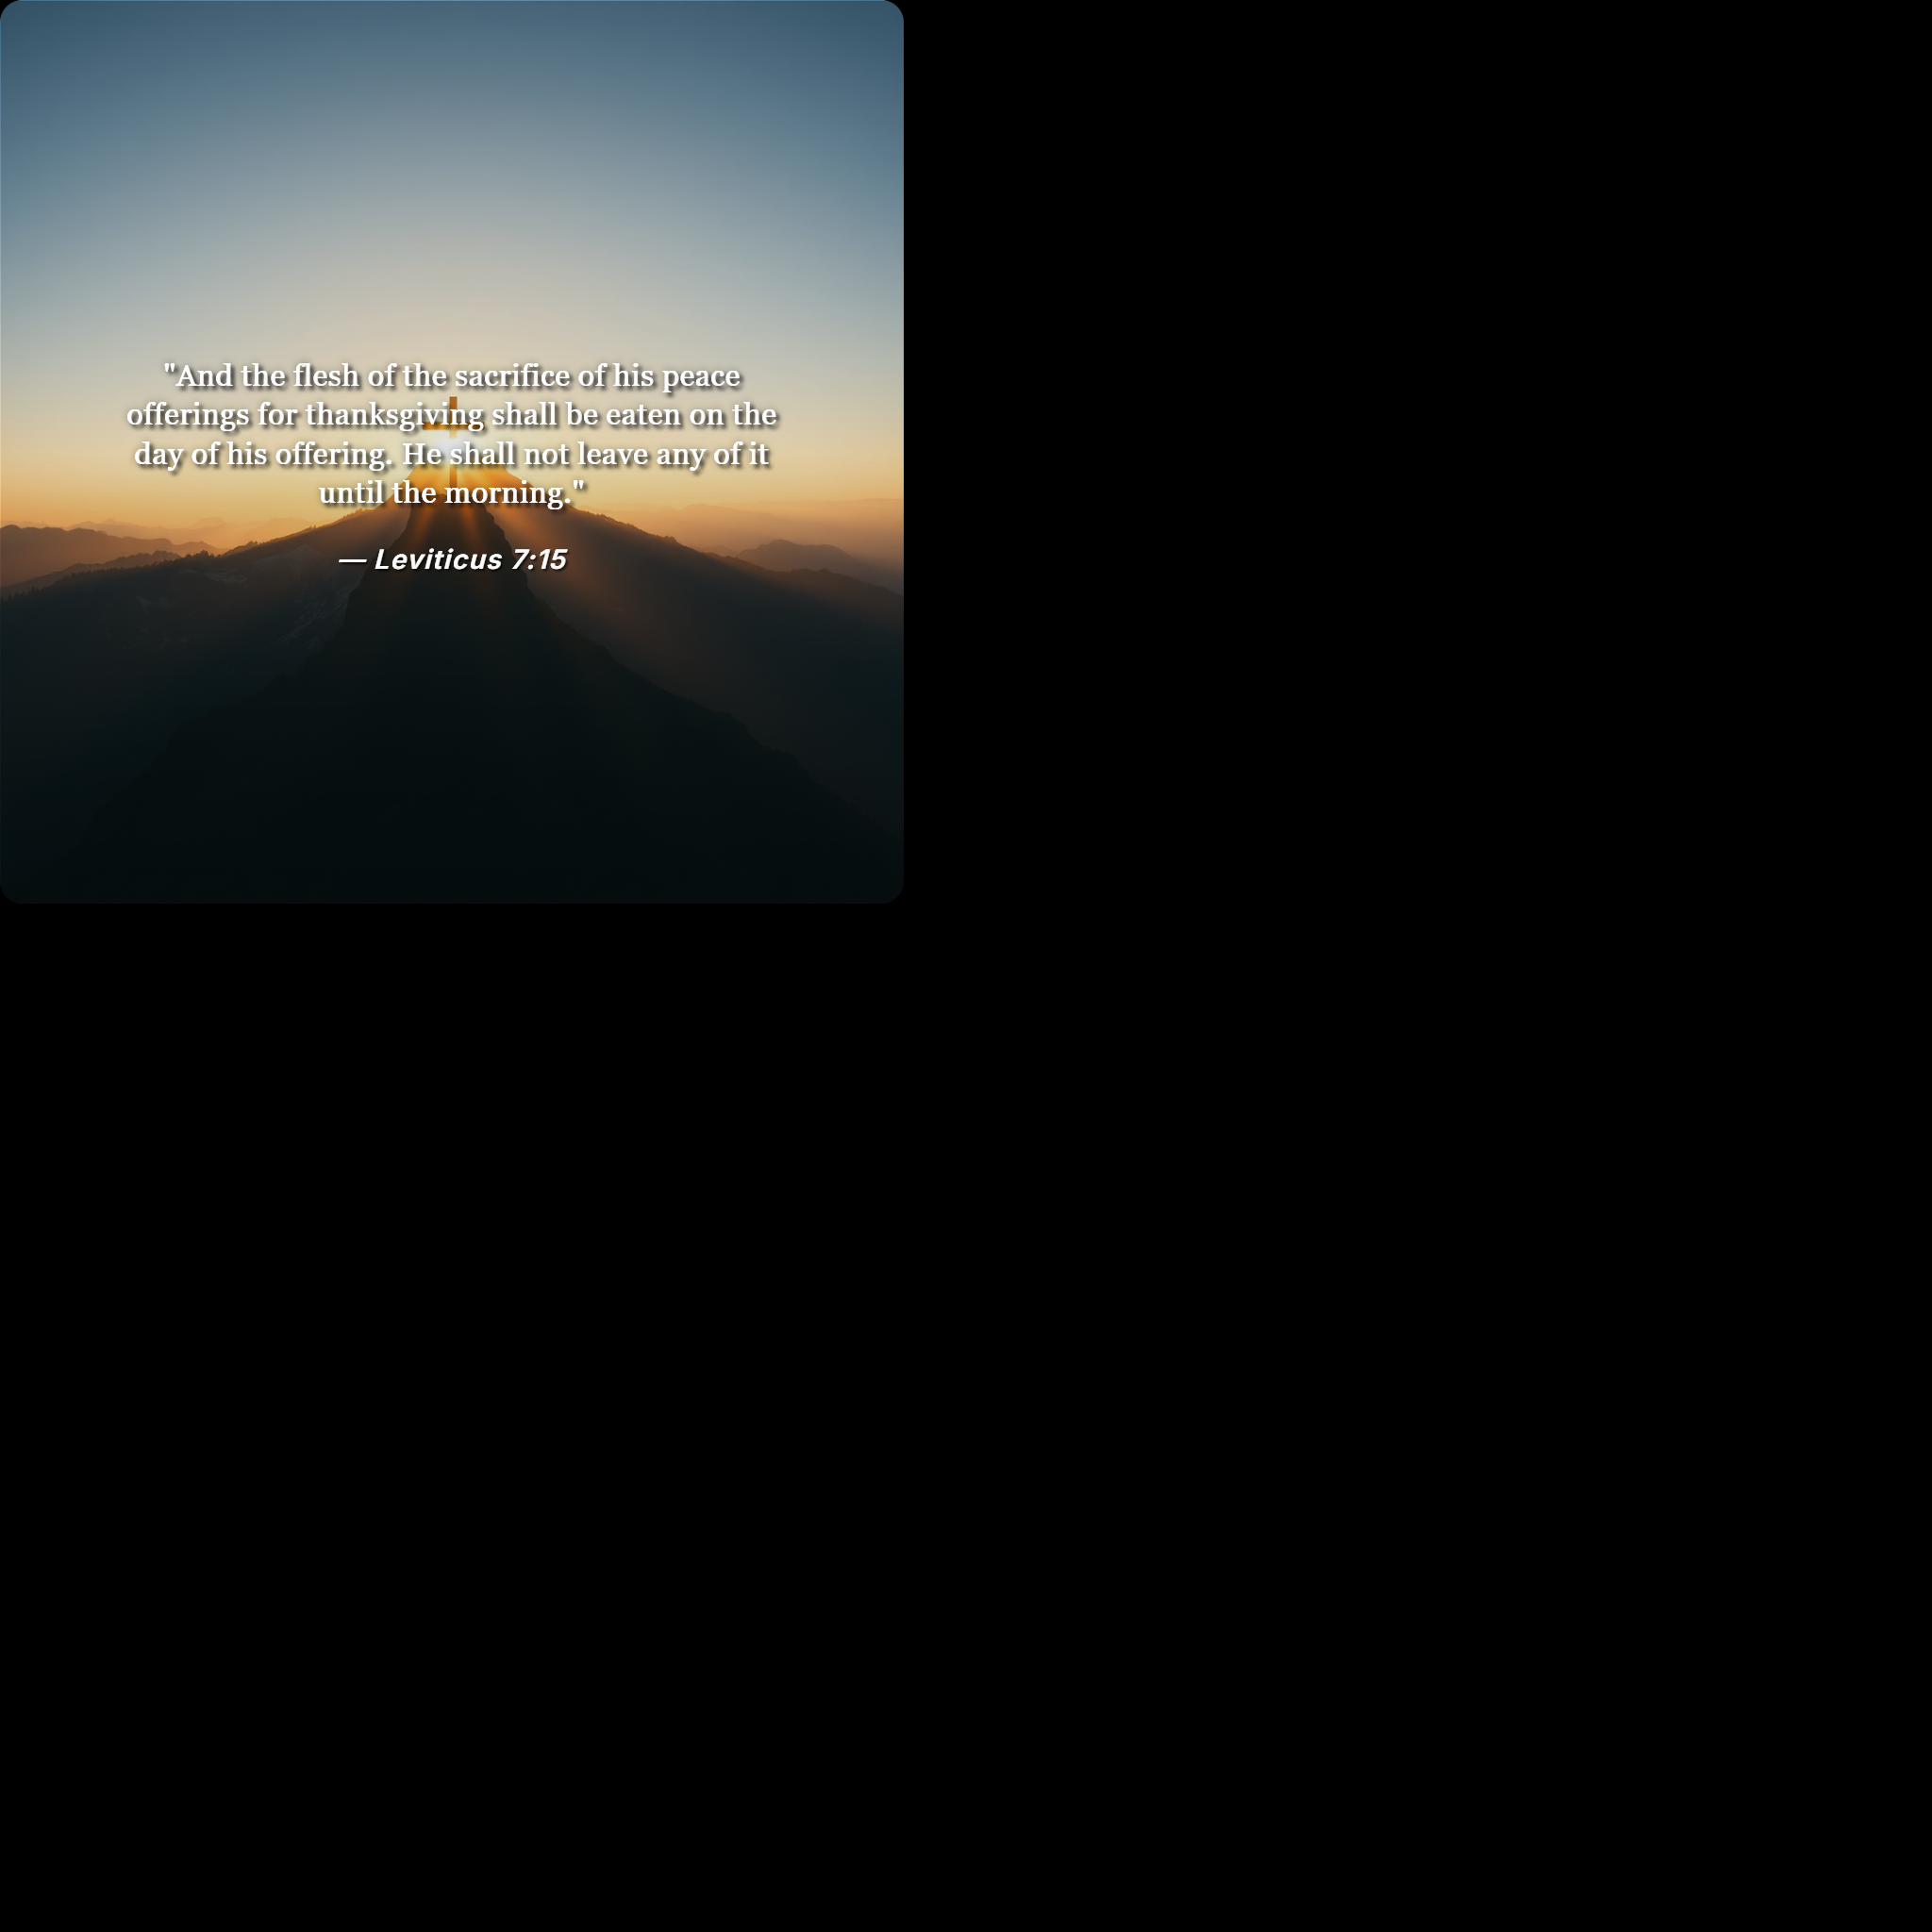 "And the flesh of the sacrifice of his peace
offerings for thanksgiving shall be eaten on the
day of his offering. He shall not leave any of it
until the morning."
— Leviticus 7:15